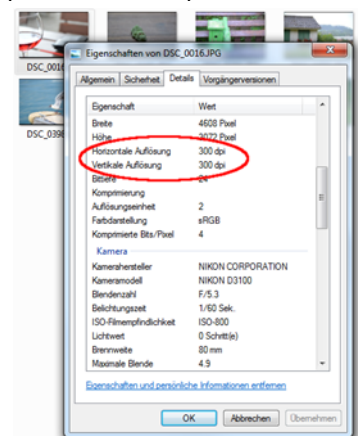 DSC_0016
DSC_0398
Eigenschaften von DSC_0016.JPG
Allgemein Sicherheit Details Vorgängerversionen
Eigenschaft Wert
Breite 4608 Pixel
Höhe 3072 Pixel
Horizontale Auflösung 300 dpi
Vertikale Auflösung 300 dpi
Bittiefe 24
Komprimierung
Auflösungseinheit 2
Farbdarstellung sRGB
Komprimierte Bits/Pixel 4
Kamera
Kamerahersteller NIKON CORPORATION
Kameramodell NIKON D3100
Blendenzahl F/5.3
Belichtungszeit 1/60 Sek.
ISO-Filmempfindlichkeit ISO-800
Lichtwert 0 Schritt(e)
Brennweite 80 mm
Maximale Blende 4.9
Eigenschaften und persönliche Informationen entfernen
OK Abbrechen Übernehmen